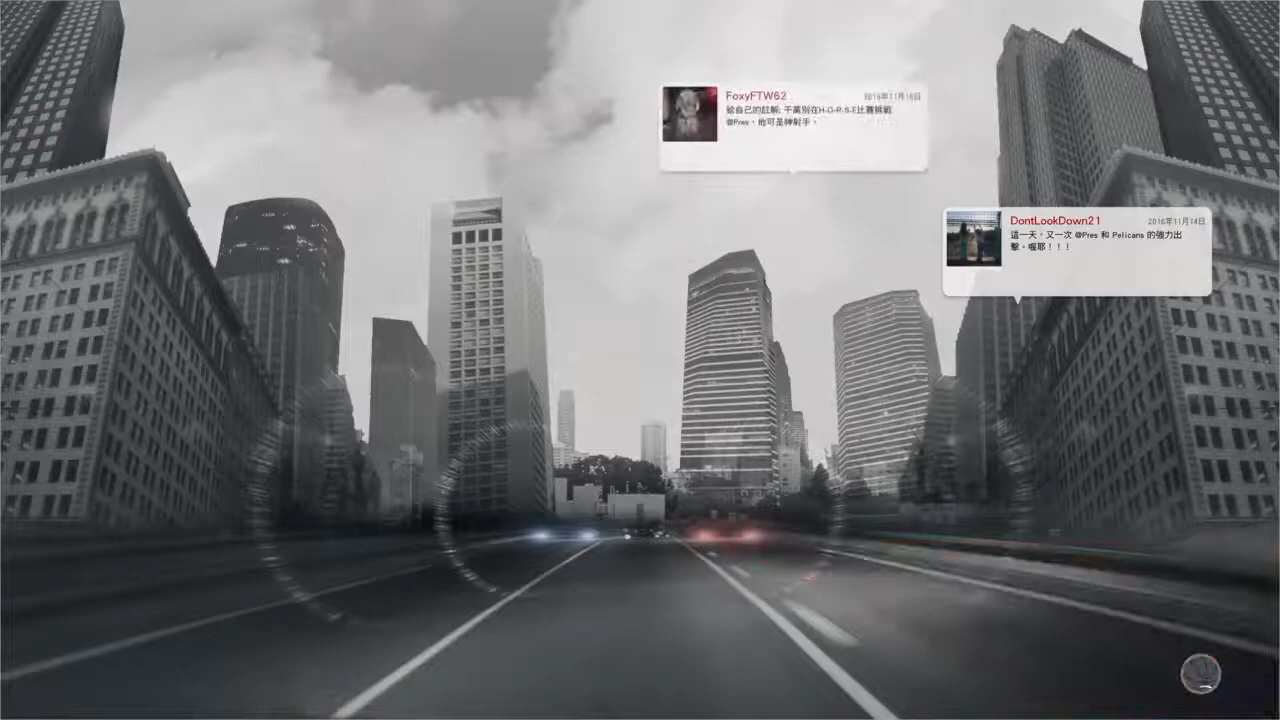 FoxyFTW62
2016年11月16日
給自己的註解: 千萬別在H-O-R-S-E比賽挑戰
@Pres，他可是神射手。
DontLookDown21
2016年11月14日
這一天，又一次 @Pres 和 Pelicans 的強力出
擊。喔耶！！！